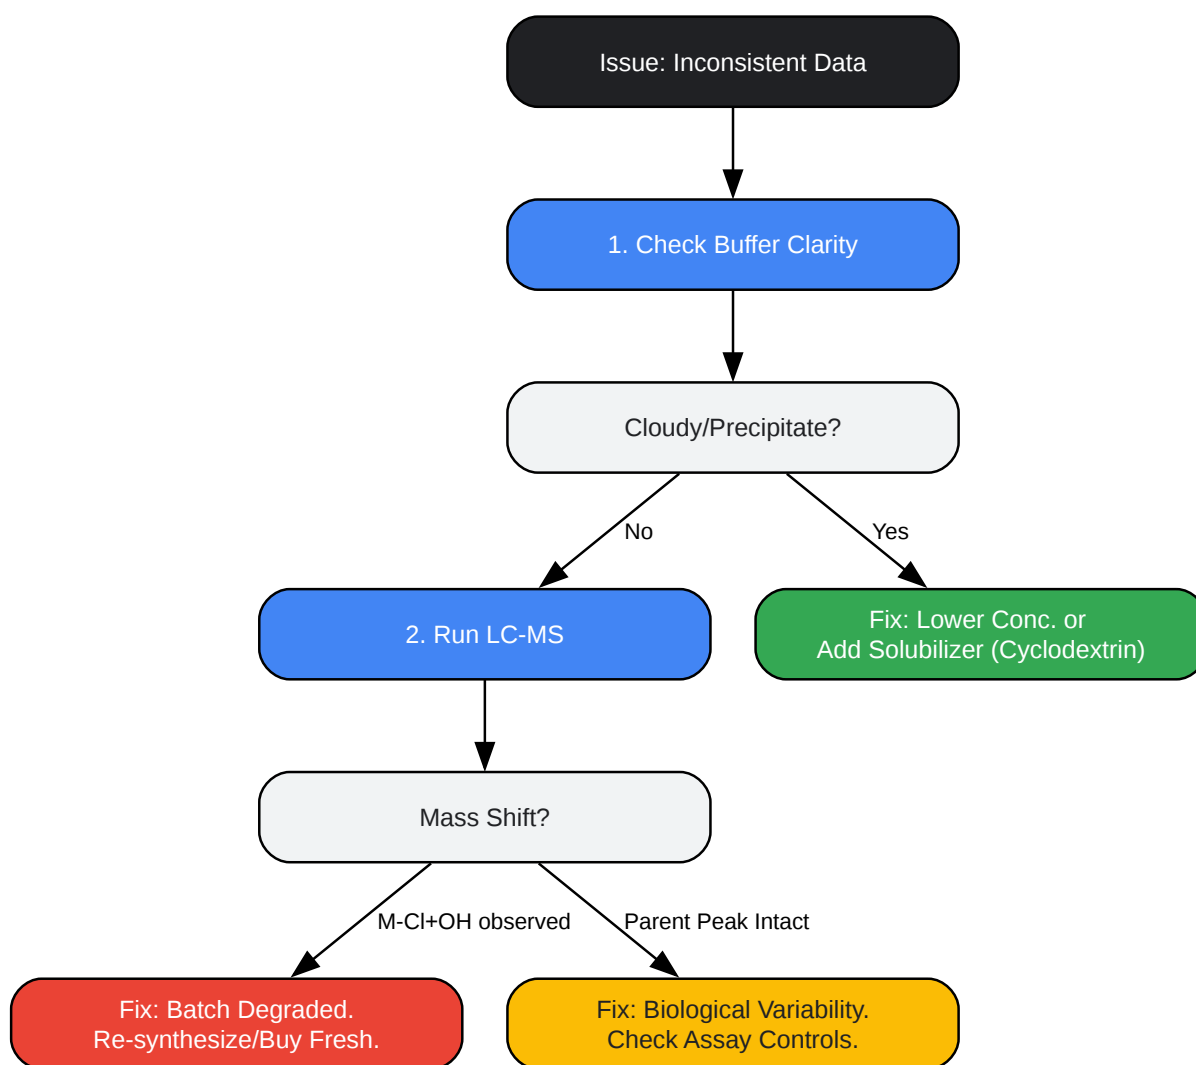 Issue: Inconsistent Data
1. Check Buffer Clarity
Cloudy/Precipitate?
No
Yes
2. Run LC-MS
Fix: Lower Conc. or
Add Solubilizer (Cyclodextrin)
Mass Shift?
M-Cl+OH observed
Parent Peak Intact
Fix: Batch Degraded.
Re-synthesize/Buy Fresh.
Fix: Biological Variability.
Check Assay Controls.